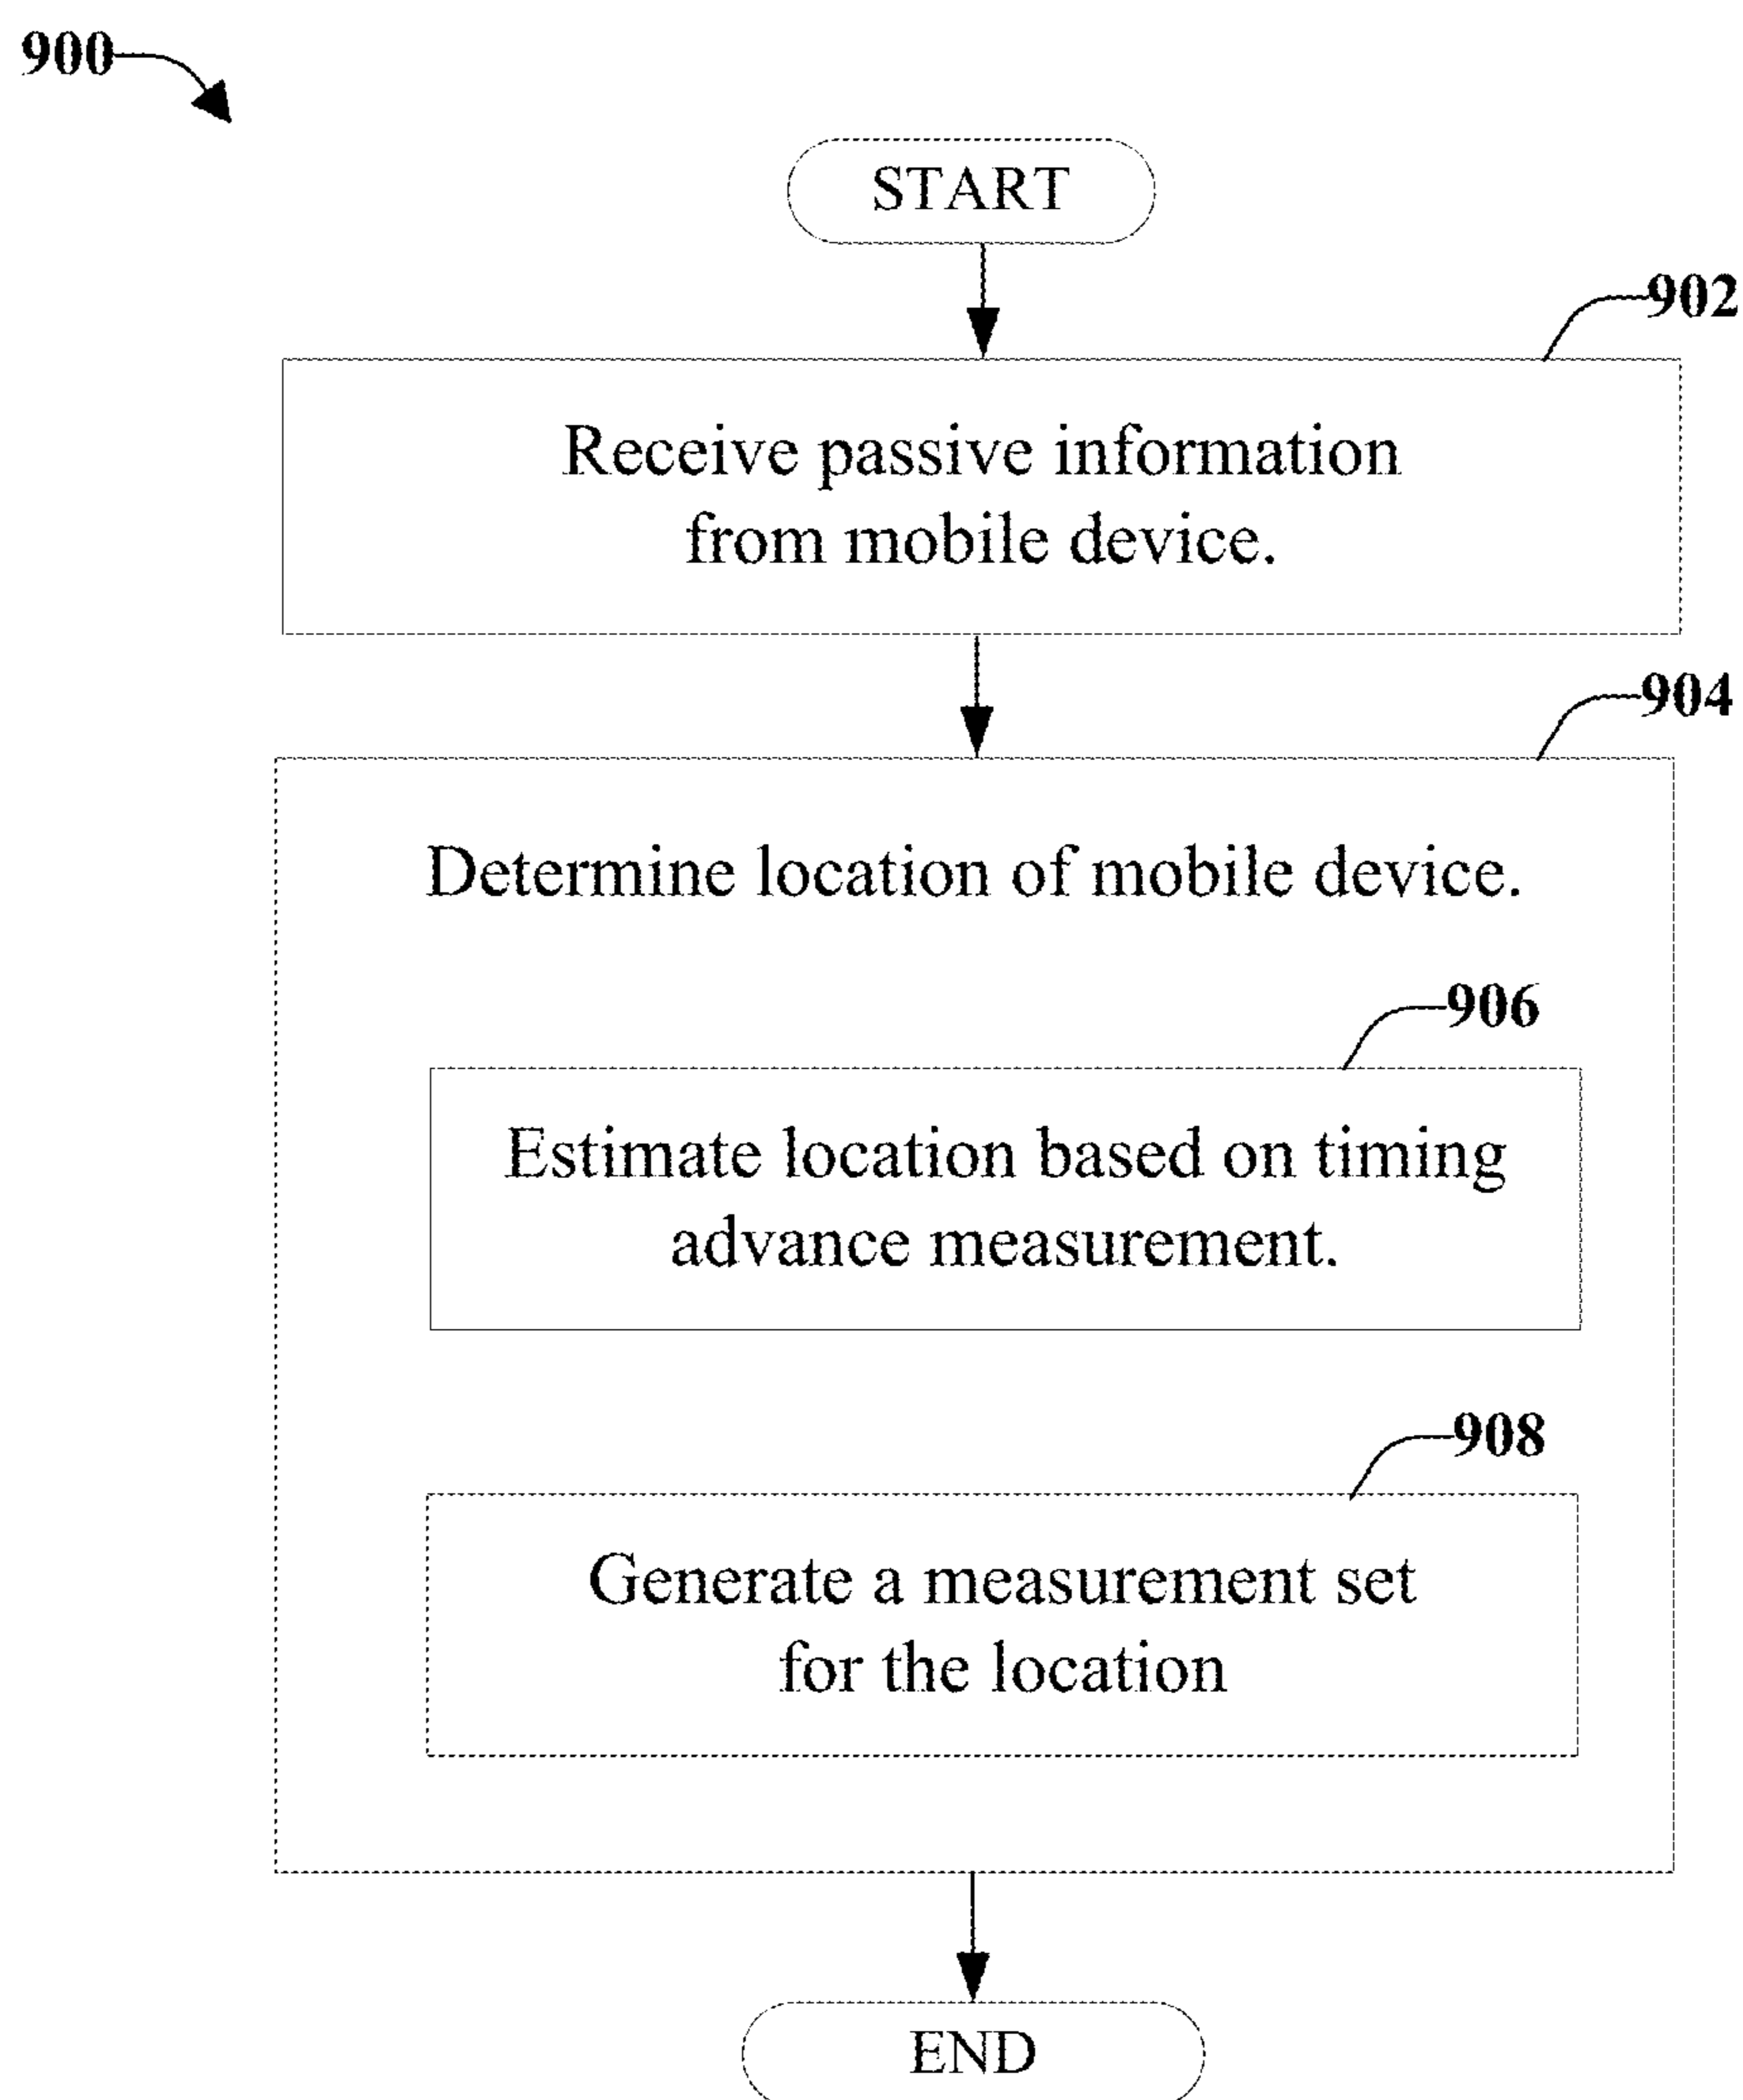 900
START
902
Receive passive information
from mobile device.
904
Determine location of mobile device.
906
Estimate location based on timing
advance measurement.
908
Generate a measurement set
for the location
END